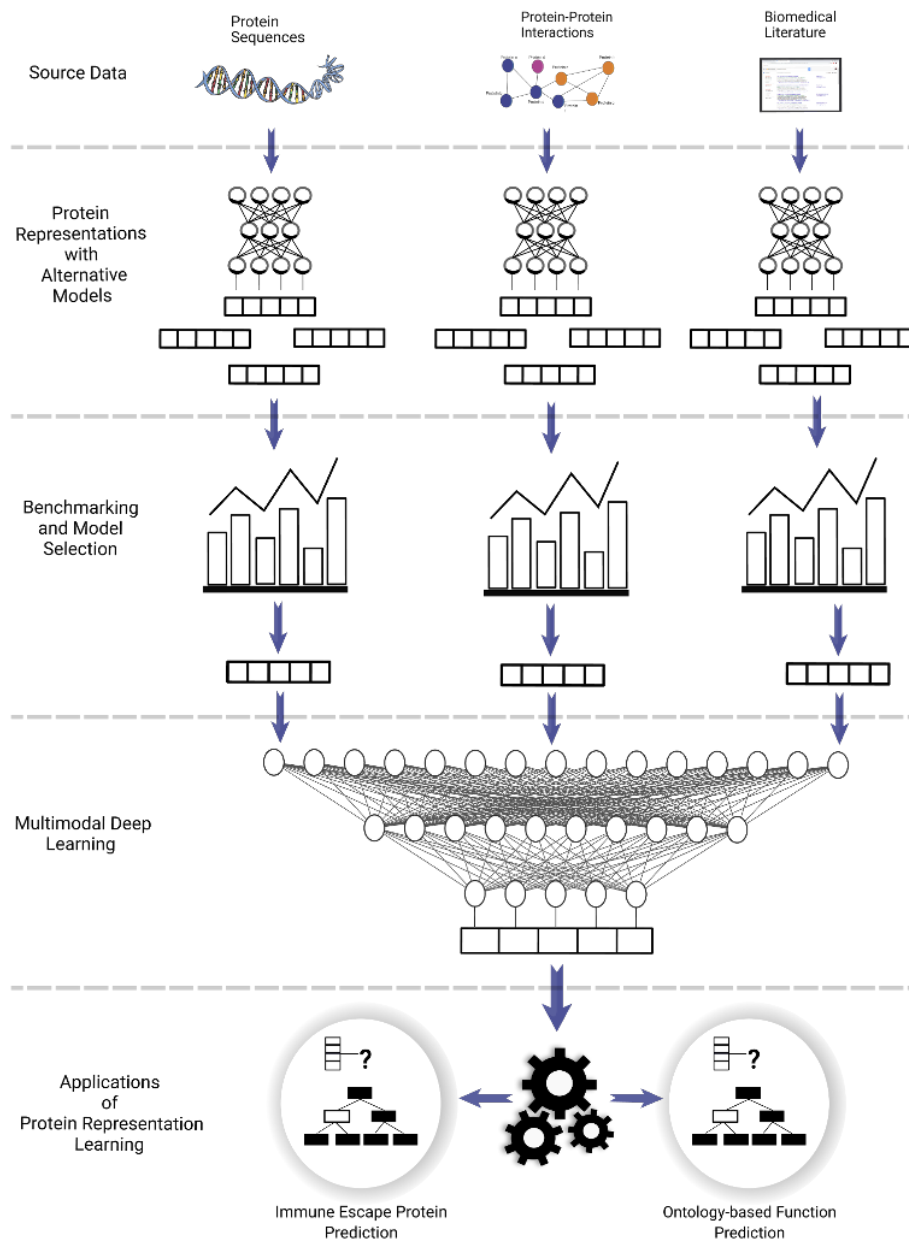 Protein
Sequences
Protein-Protein
Interactions
Biomedical
Literature
Source Data
Protein
Representations
with
Alternative
Models
Benchmarking
and Model
Selection
Multimodal Deep
Learning
Applications
of
Protein Representation
Learning
?
?
Immune Escape Protein
Prediction
Ontology-based Function
Prediction